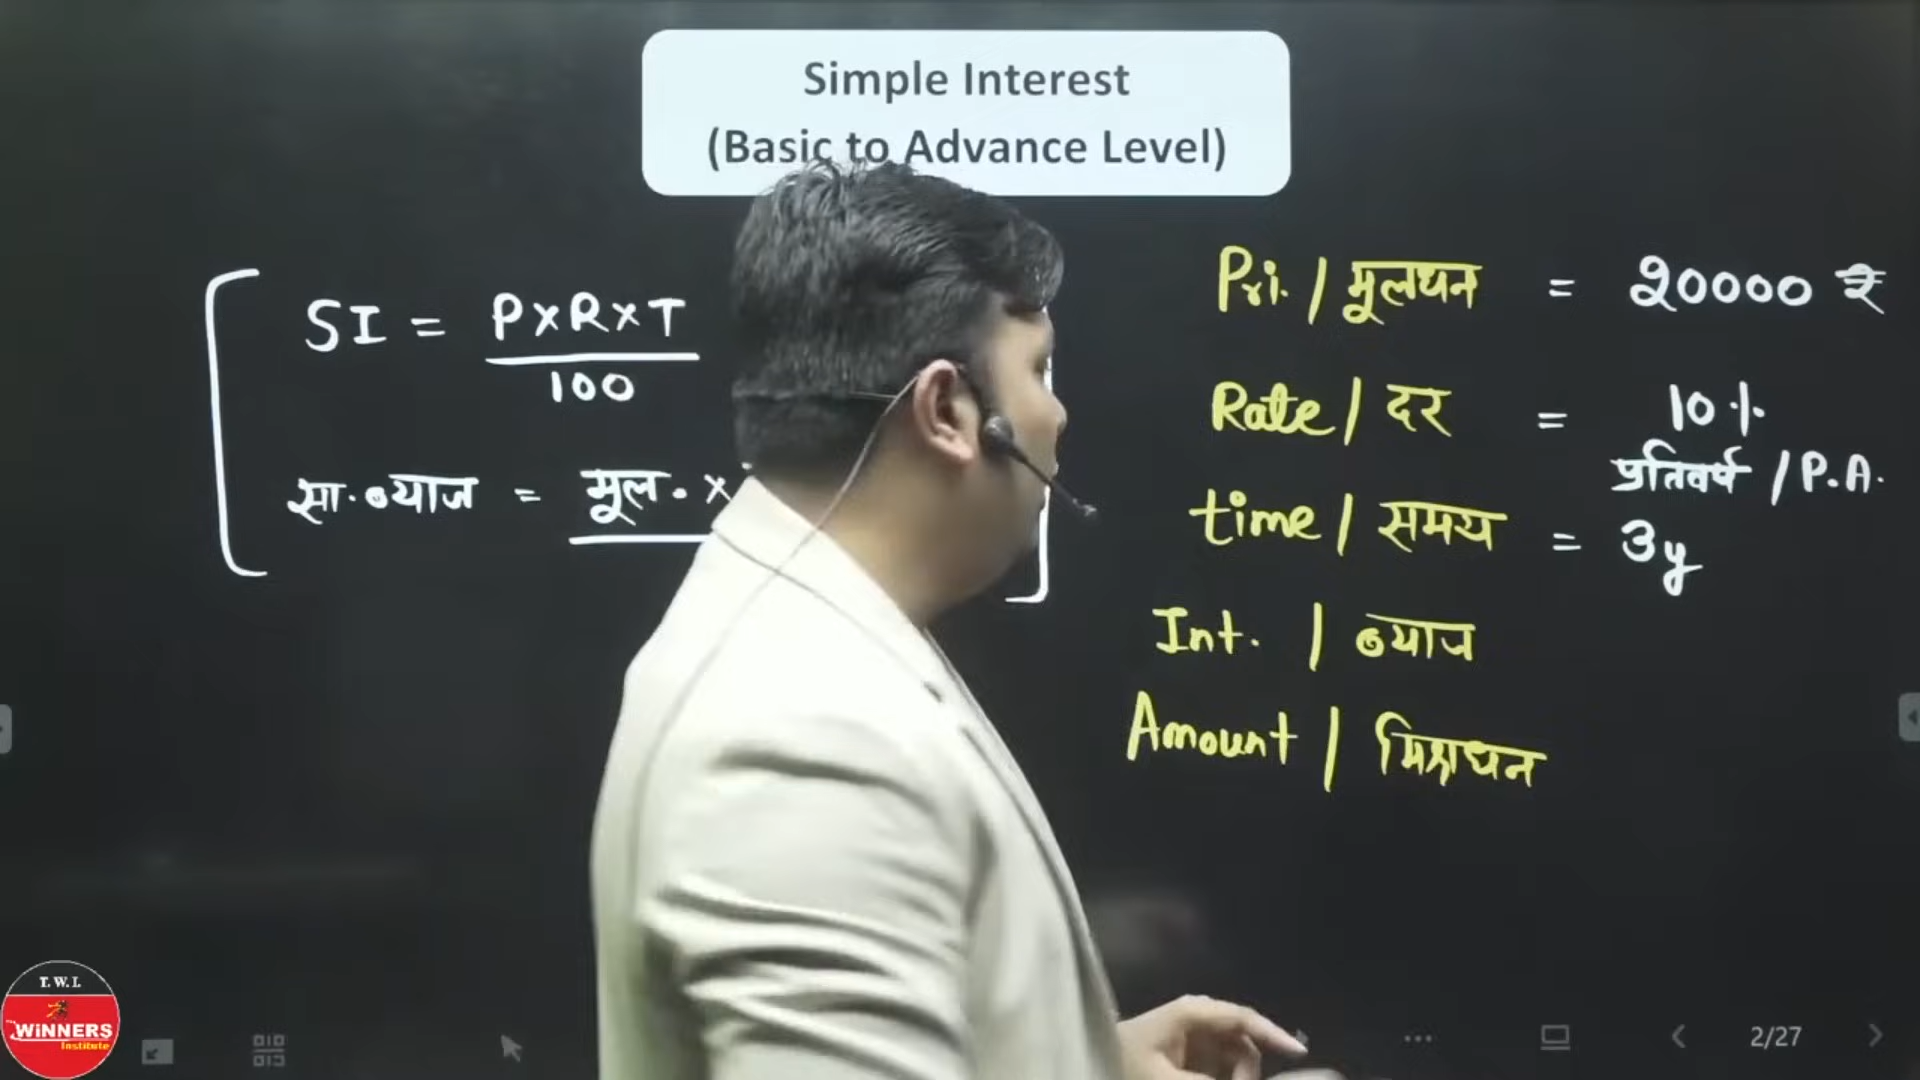 Simple Interest
(Basic to Advance Level)
SI = P×R×T
100
सा. ब्याज = मूल. ×
Pri. / मूलधन = 20000 ₹
Rate / दर = 10%
प्रतिवर्ष / P.A.
time / समय = 3y
Int. / ब्याज
Amount / मिश्रधन
T.W.I.
THE WINNERS
Institute
2/27